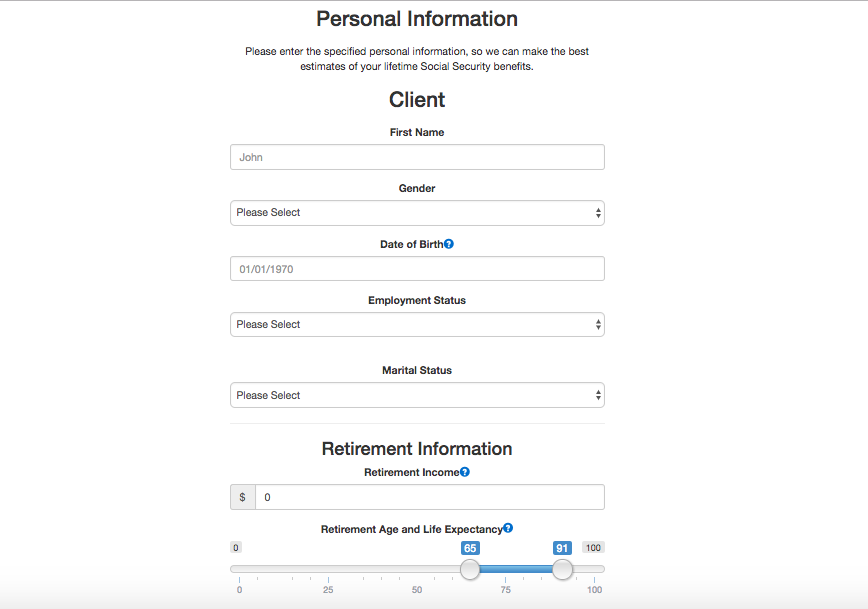 Personal Information
Please enter the specified personal information, so we can make the best
estimates of your lifetime Social Security benefits.
Client
First Name
John
Gender
Please Select
Date of Birth?
01/01/1970
Employment Status
Please Select
Marital Status
Please Select
Retirement Information
Retirement Income?
$ 0
Retirement Age and Life Expectancy?
0 65 91 100
0 25 50 75 100